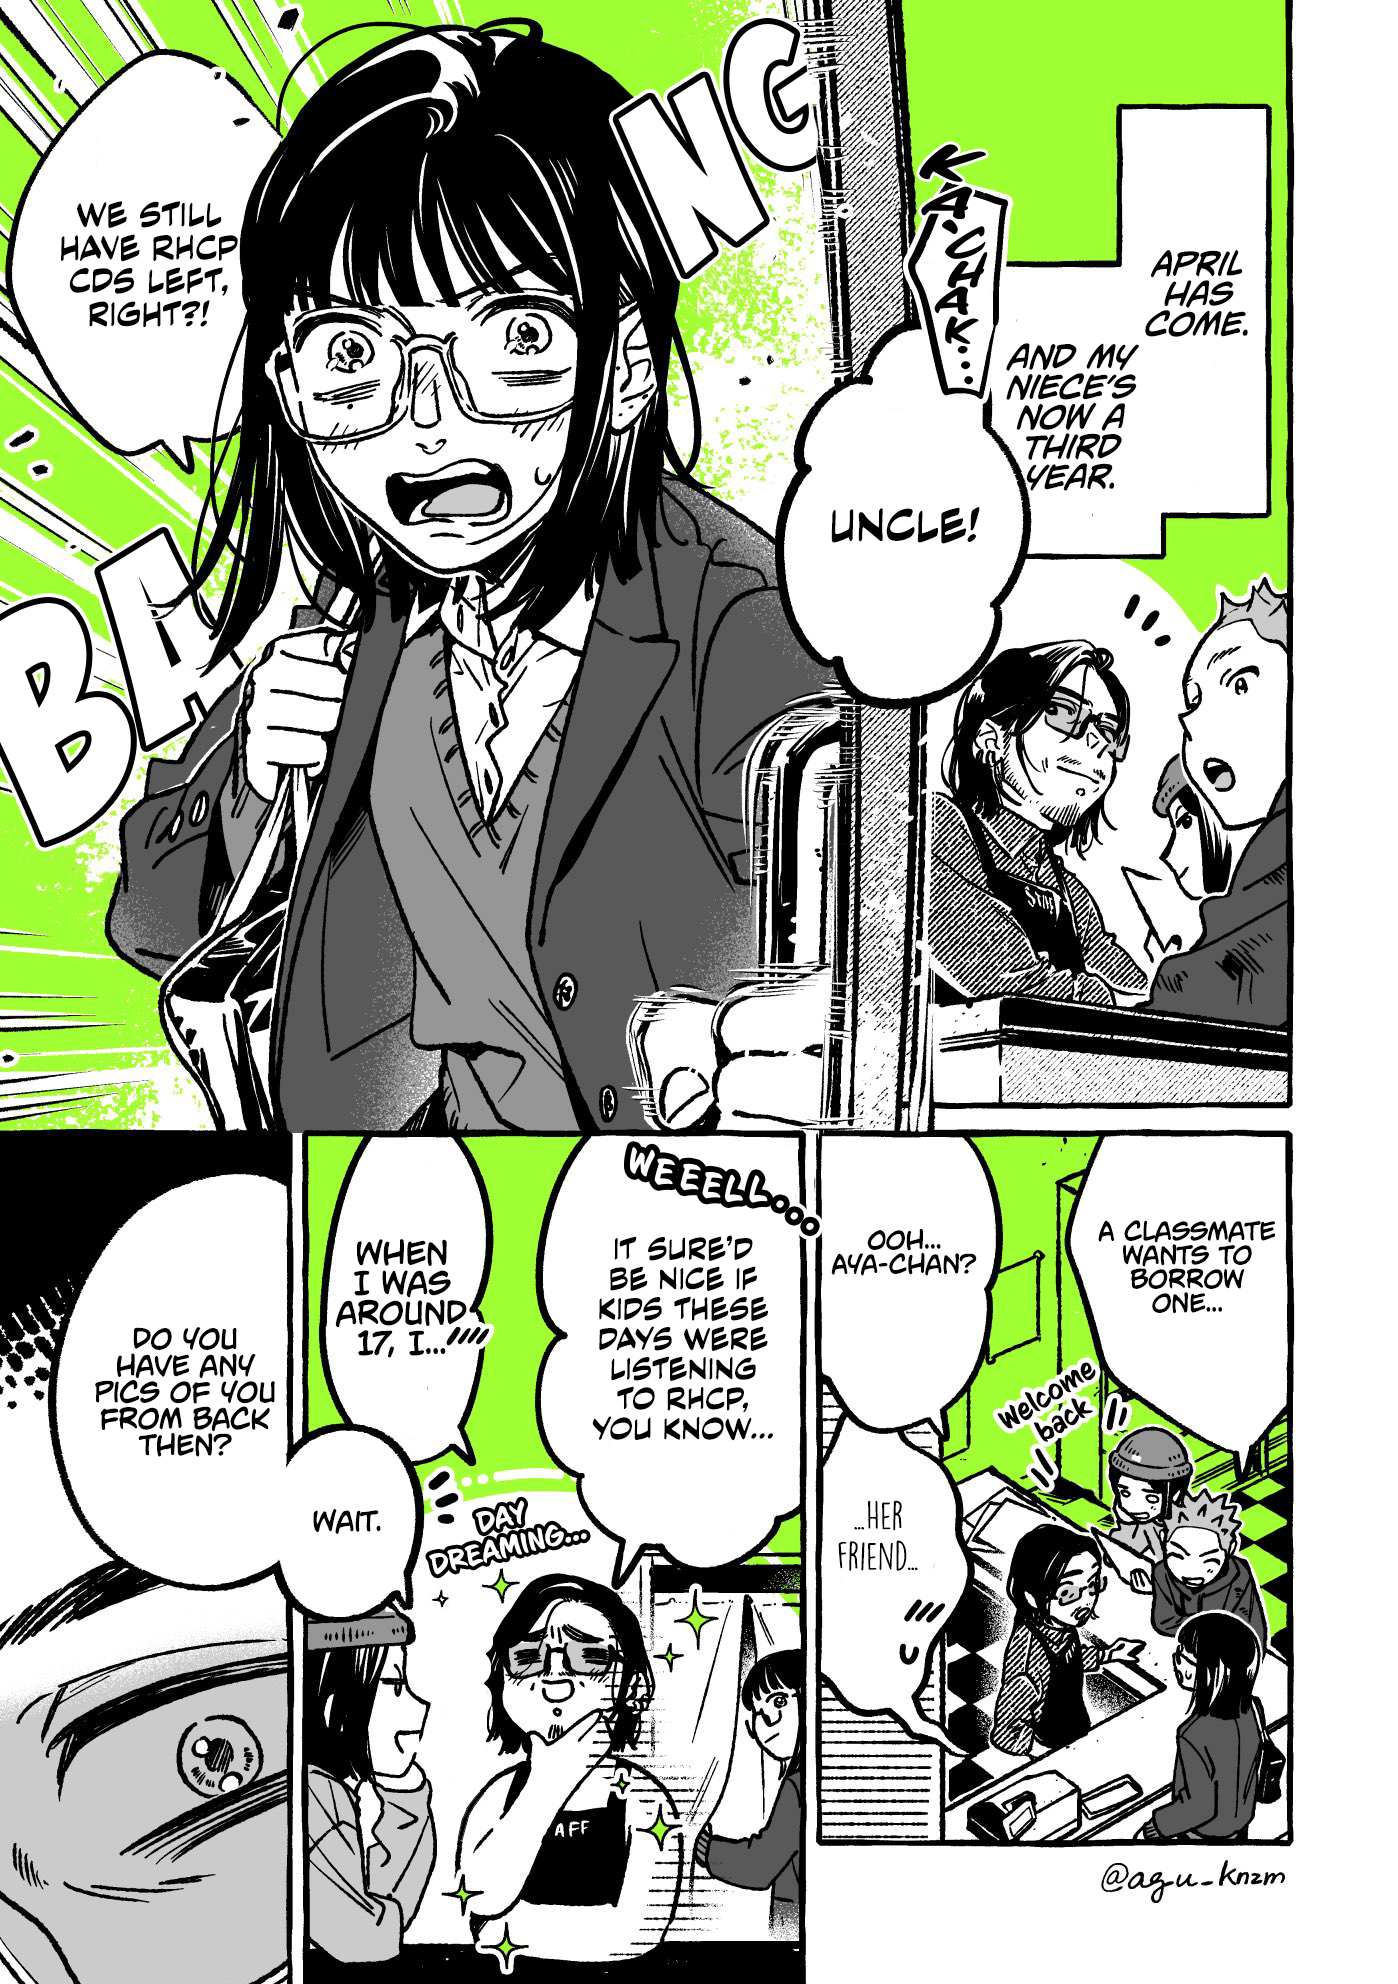 APRIL
HAS
COME.
AND MY
NIECE'S
NOW A
THIRD
YEAR.
KA-CHAK...
UNCLE!
STAF
BANG
WE STILL
HAVE RHCP
CDS LEFT,
RIGHT?!
A CLASSMATE
WANTS TO
BORROW
ONE...
Welcome
back
OOH...
AYA-CHAN?
...HER
FRIEND...
WEEELL...
IT SURE'D
BE NICE IF
KIDS THESE
DAYS WERE
LISTENING
TO RHCP,
YOU KNOW...
WHEN
I WAS
AROUND
17, I...
DAY
DREAMING...
AFF
WAIT.
DO YOU
HAVE ANY
PICS OF YOU
FROM BACK
THEN?
@agu_knzm